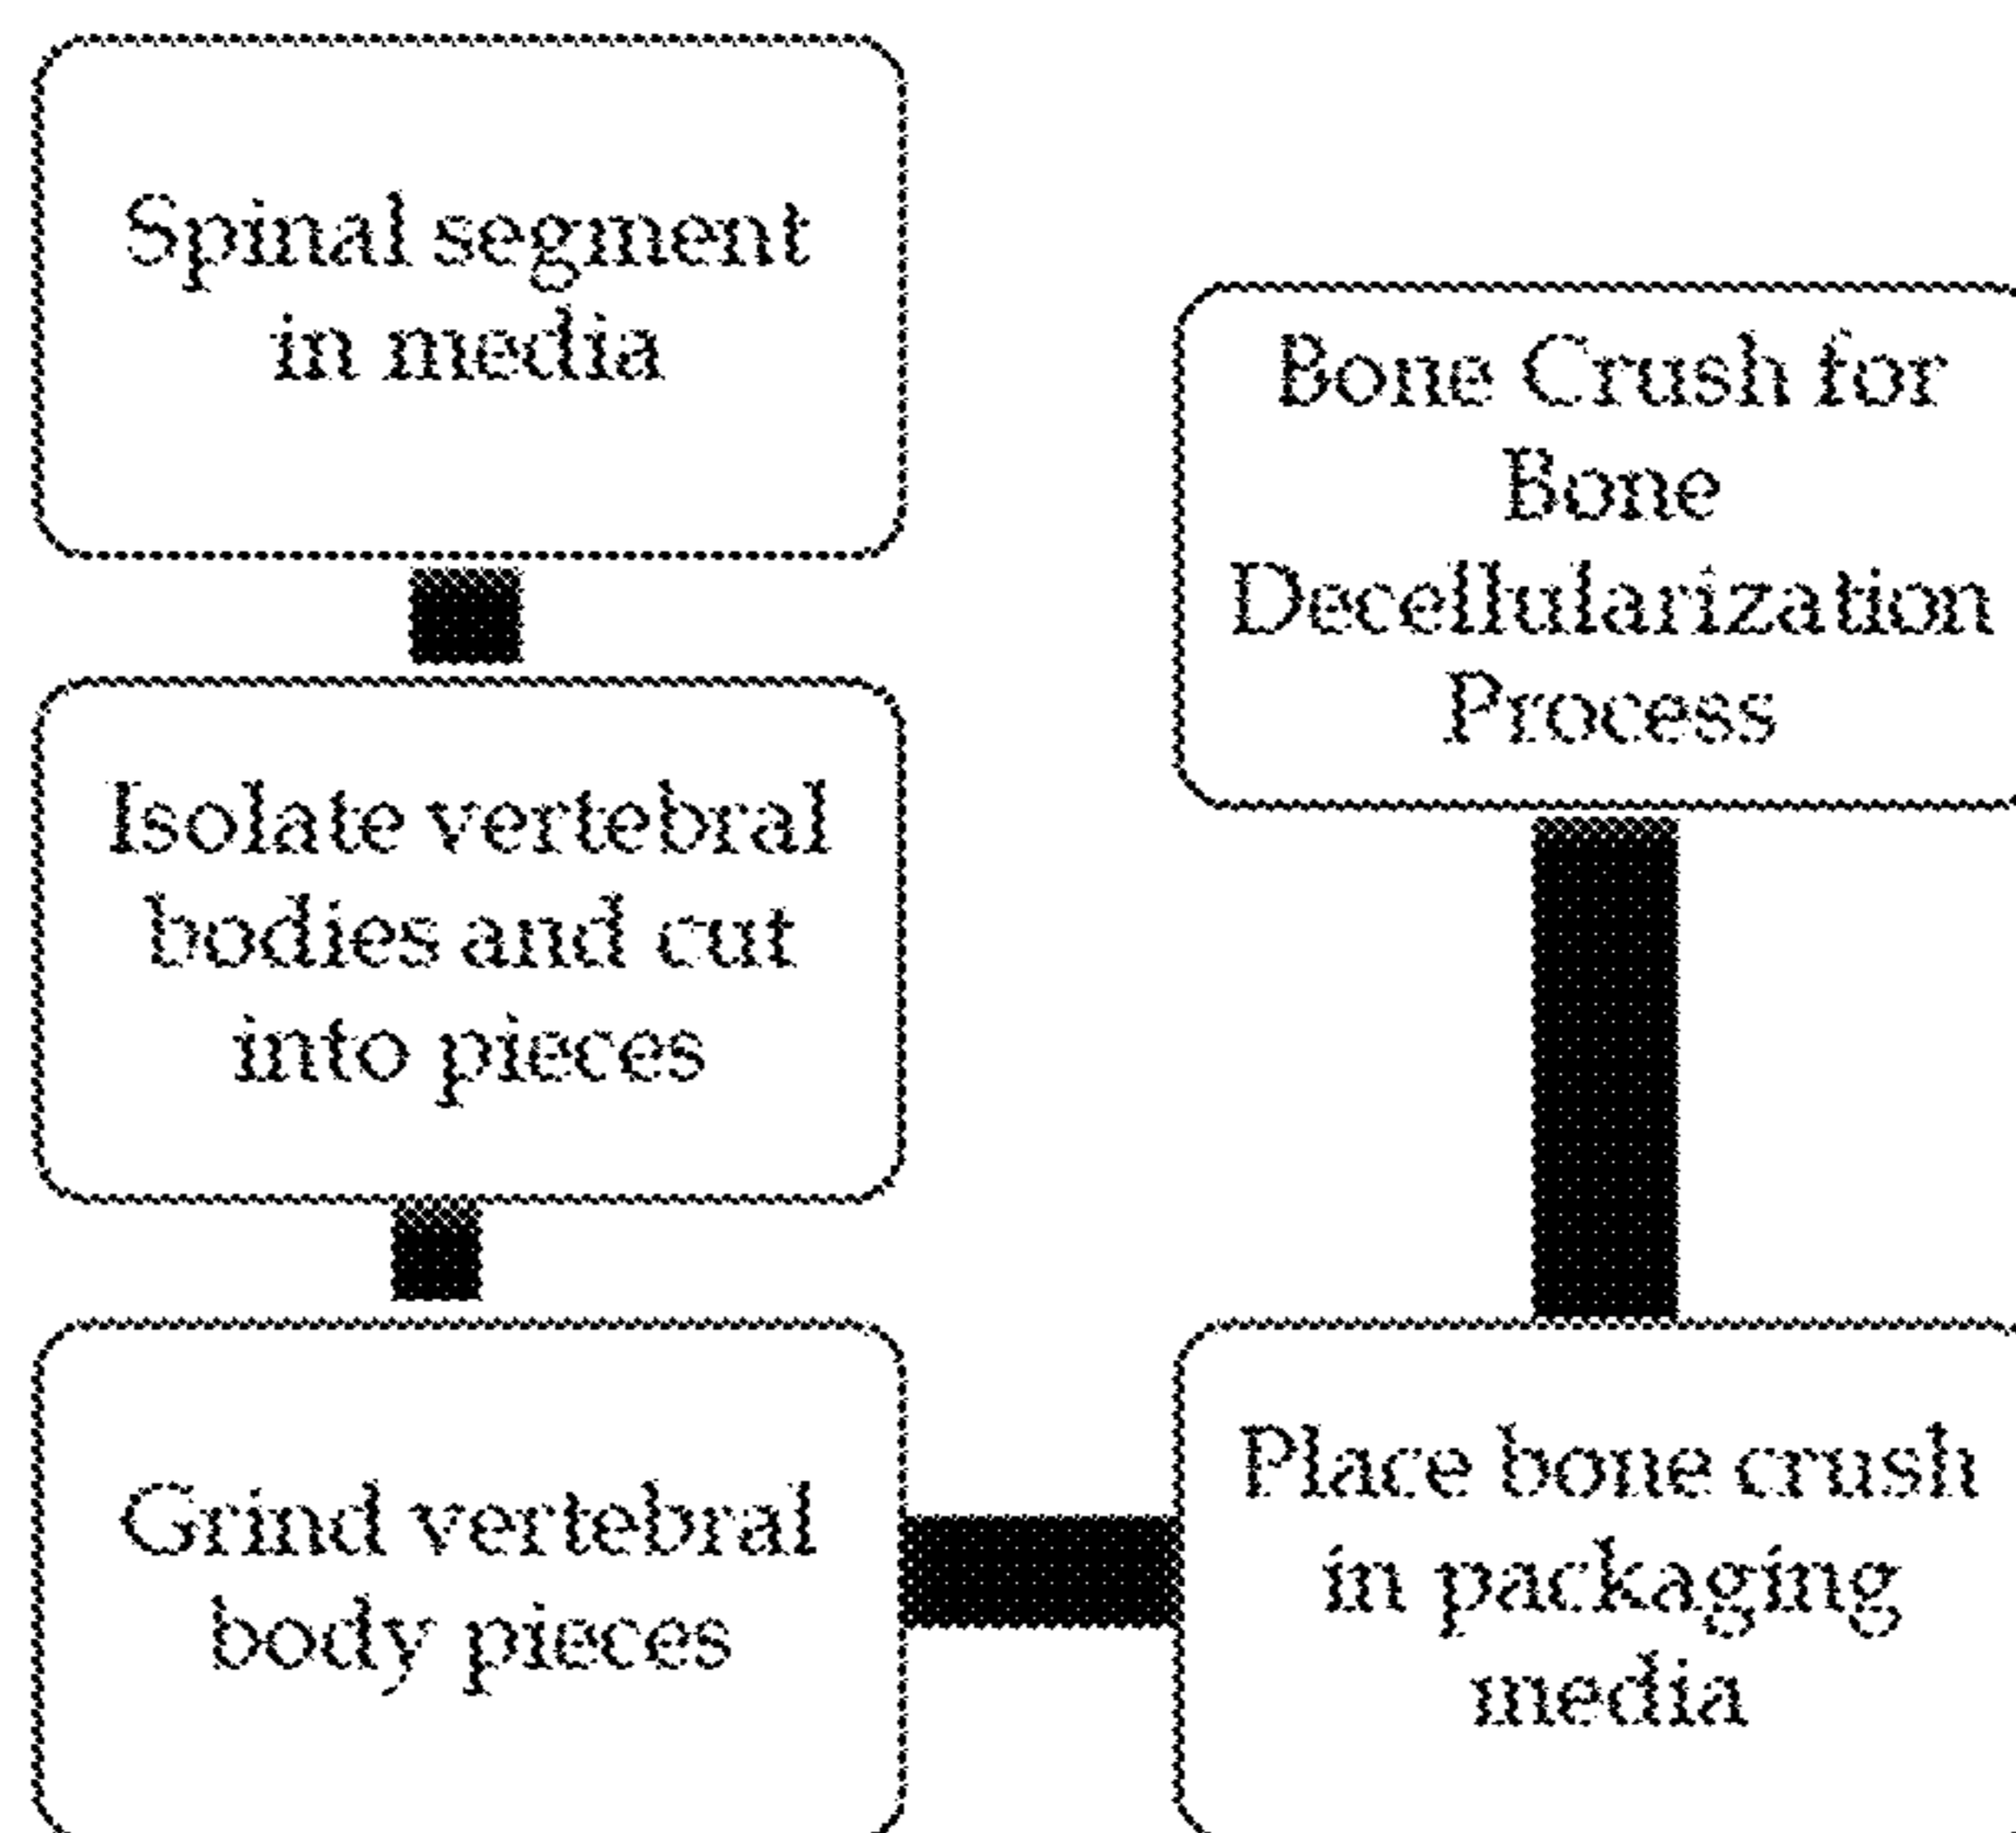 Spinal segment
in media
Isolate vertebral
bodies and cut
into pieces
Grind vertebral
body pieces
Bone Crush for
Bone
Decellularization
Process
Place bone crush
in packaging
media